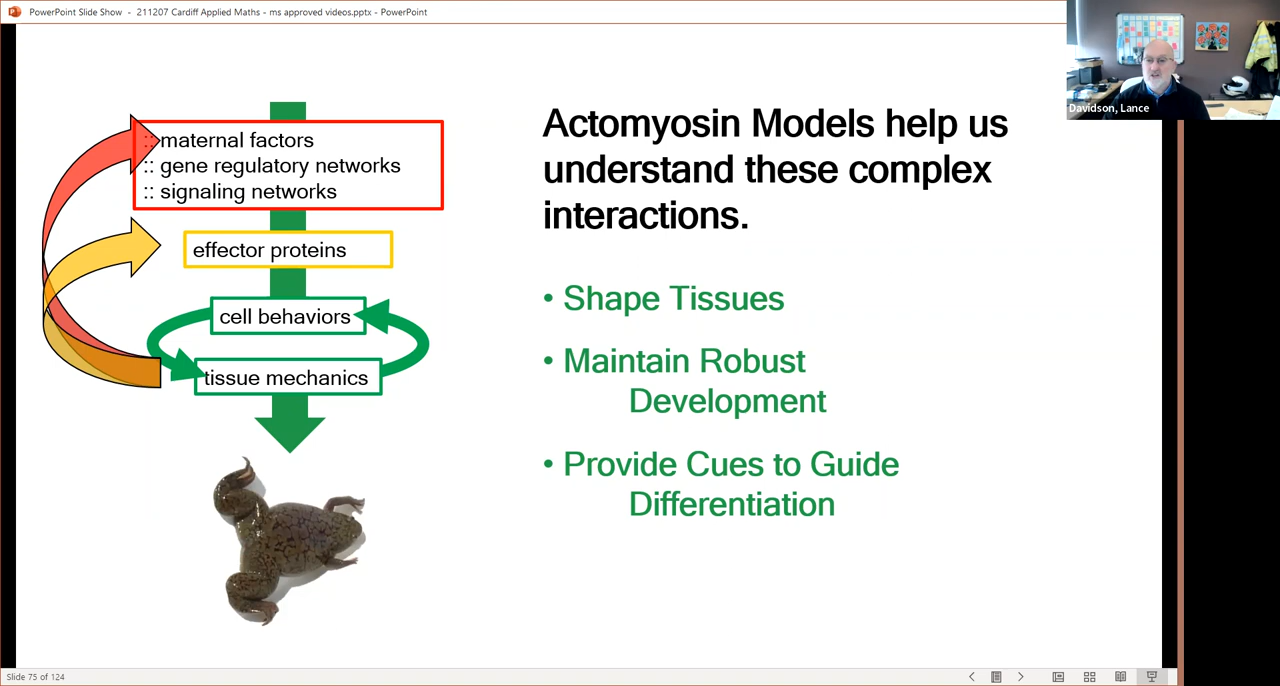 PowerPoint Slide Show - 211207 Cardiff Applied Maths - ms approved videos.pptx - PowerPoint
Davidson, Lance
:: maternal factors
:: gene regulatory networks
:: signaling networks
effector proteins
cell behaviors
tissue mechanics
Actomyosin Models help us
understand these complex
interactions.
• Shape Tissues
• Maintain Robust
Development
• Provide Cues to Guide
Differentiation
Slide 75 of 124